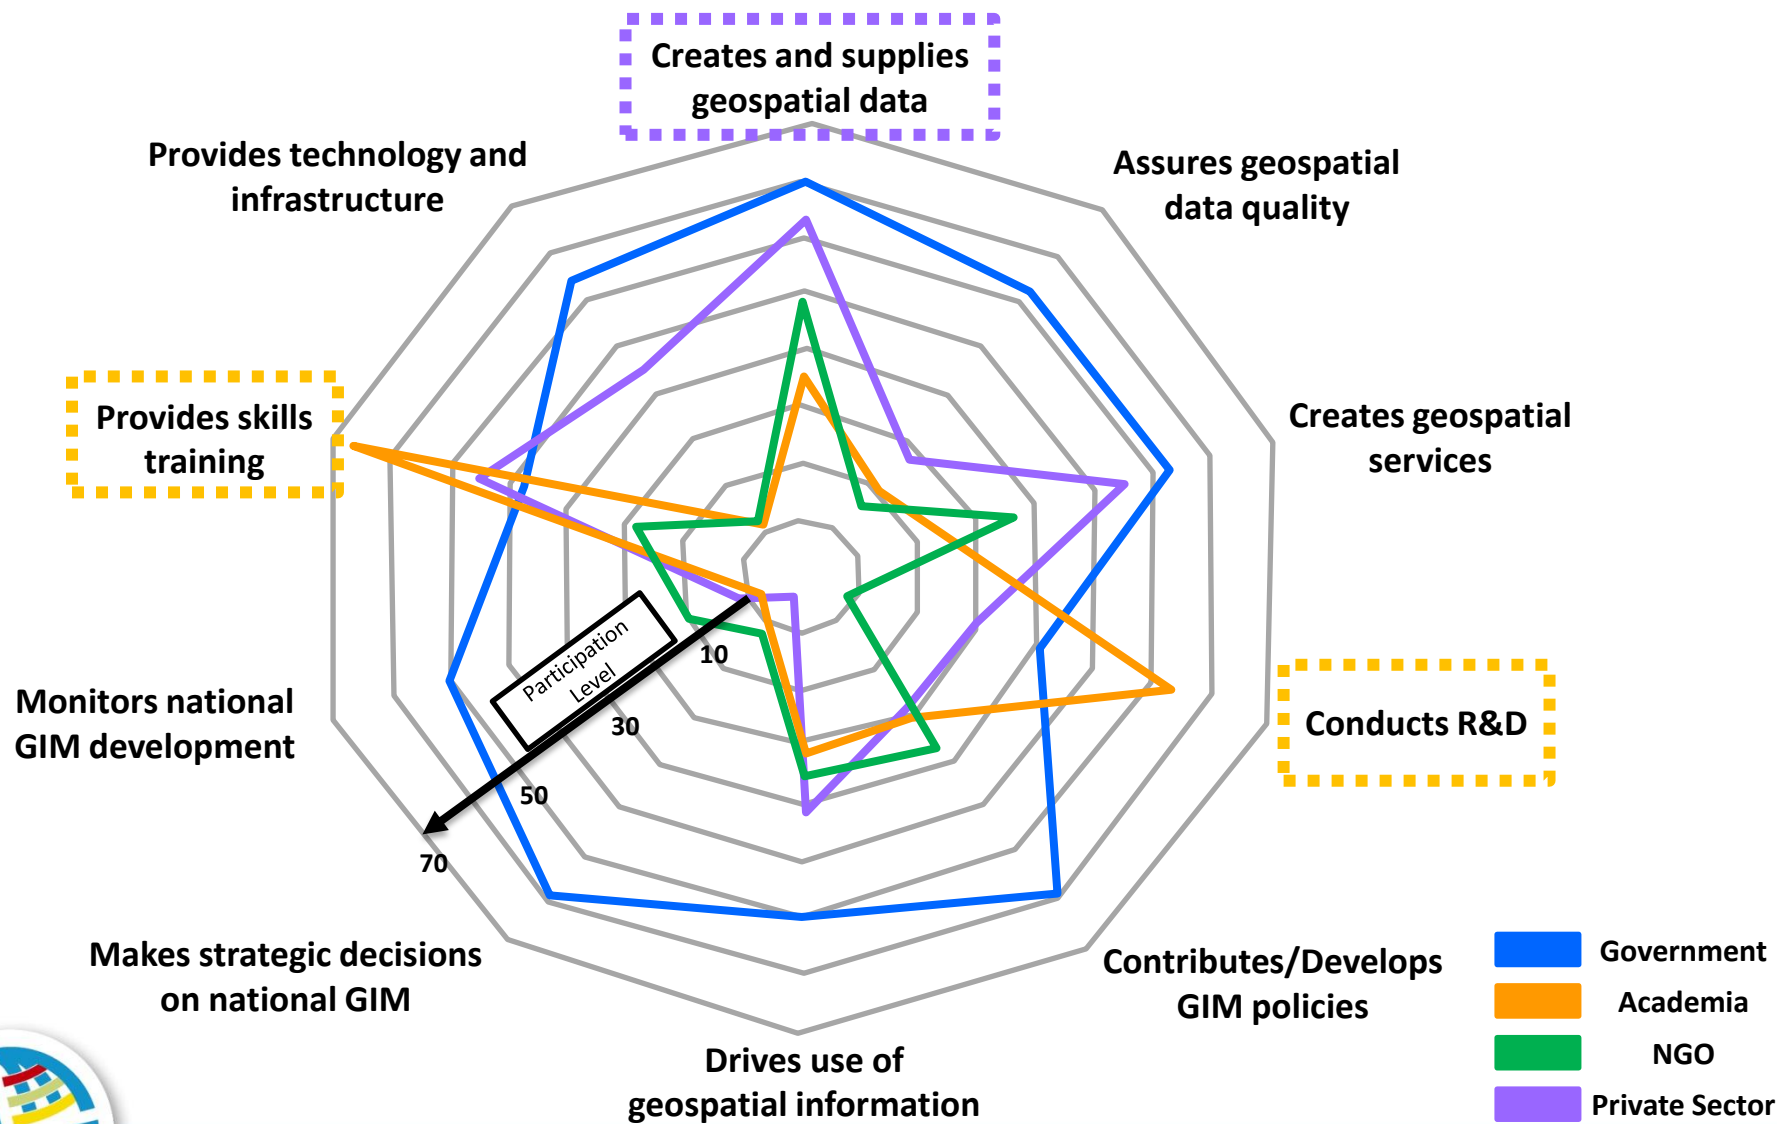 Creates and supplies
geospatial data
Provides technology and
infrastructure
Assures geospatial
data quality
Provides skills
training
Creates geospatial
services
Monitors national
GIM development
Participation
Level
10
30
50
70
Conducts R&D
Makes strategic decisions
on national GIM
Contributes/Develops
GIM policies
Drives use of
geospatial information
Government
Academia
NGO
Private Sector